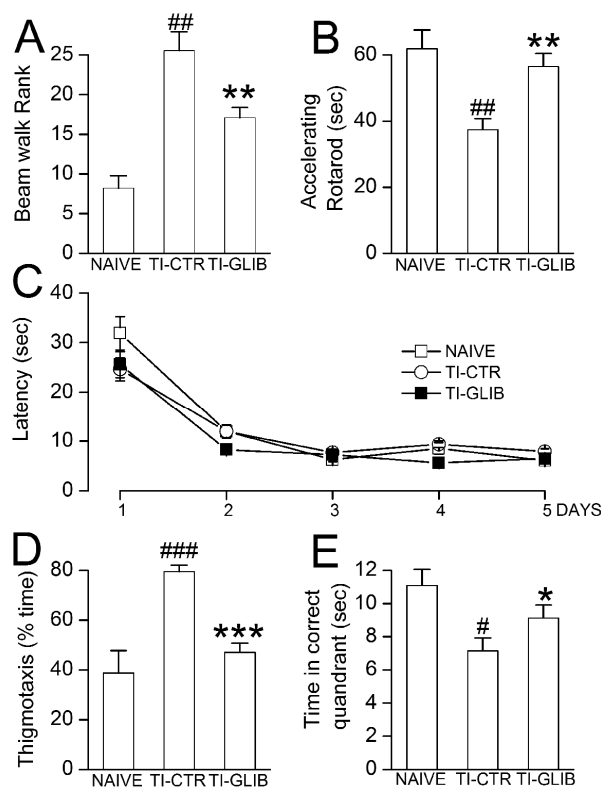 A
Beam walk Rank
25
20
15
10
5
0
##
**
NAIVE TI-CTR TI-GLIB
B
Accelerating
Rotarod (sec)
60
40
20
0
##
**
NAIVE TI-CTR TI-GLIB
C
Latency (sec)
40
30
20
10
0
NAIVE
TI-CTR
TI-GLIB
1 2 3 4 5 DAYS
D
Thigmotaxis (% time)
80
60
40
20
0
###
***
NAIVE TI-CTR TI-GLIB
E
Time in correct
quandrant (sec)
12
10
8
6
4
2
0
#
*
NAIVE TI-CTR TI-GLIB